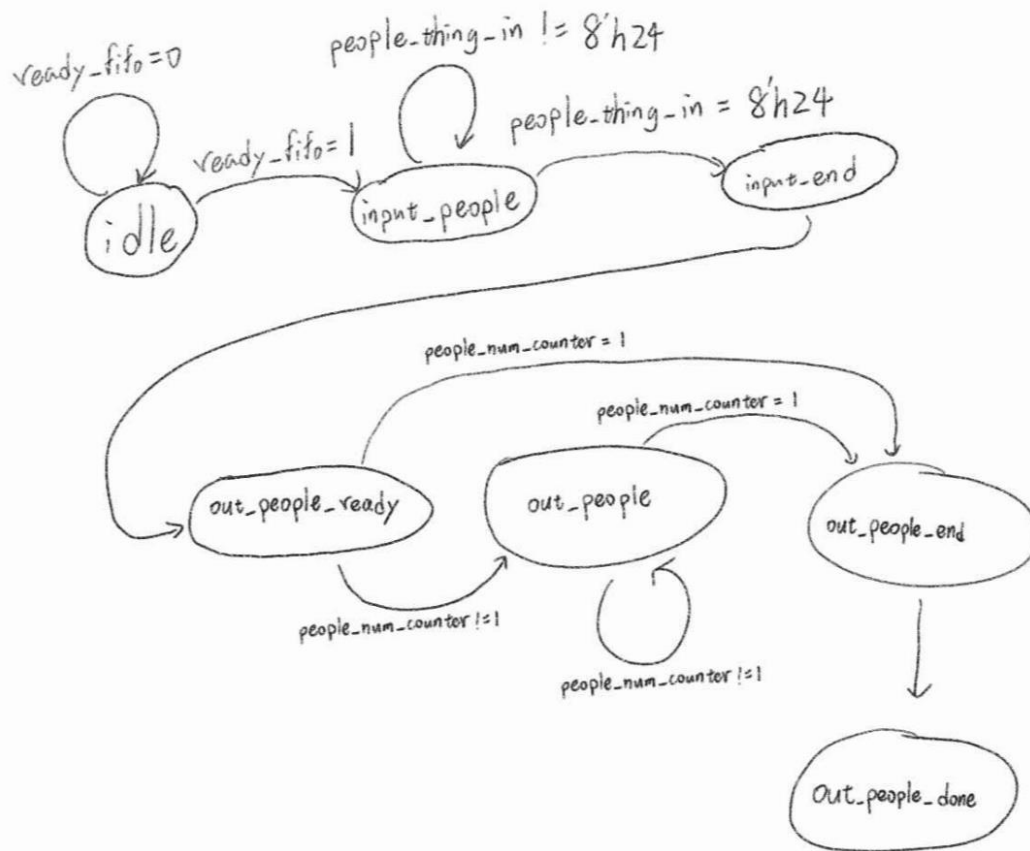 people_thing_in != 8'h24
ready_fifo=0
people_thing_in = 8'h24
ready_fifo=1
input_end
input_people
idle
people_num_counter = 1
people_num_counter = 1
out_people_ready
out_people
out_people_end
people_num_counter !=1
people_num_counter !=1
Out_people_done